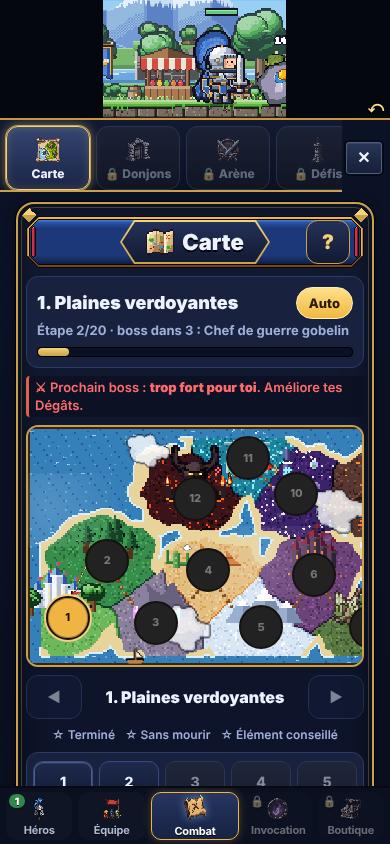 Carte
Donjons
Arène
Défis
Carte
?
1. Plaines verdoyantes
Auto
Étape 2/20 · boss dans 3 : Chef de guerre gobelin
Prochain boss : trop fort pour toi. Améliore tes
Dégâts.
11
12
10
2
4
6
1
3
5
1. Plaines verdoyantes
☆ Terminé ☆ Sans mourir ☆ Élément conseillé
1 2 3 4 5
1
Héros
Équipe
Combat
Invocation
Boutique